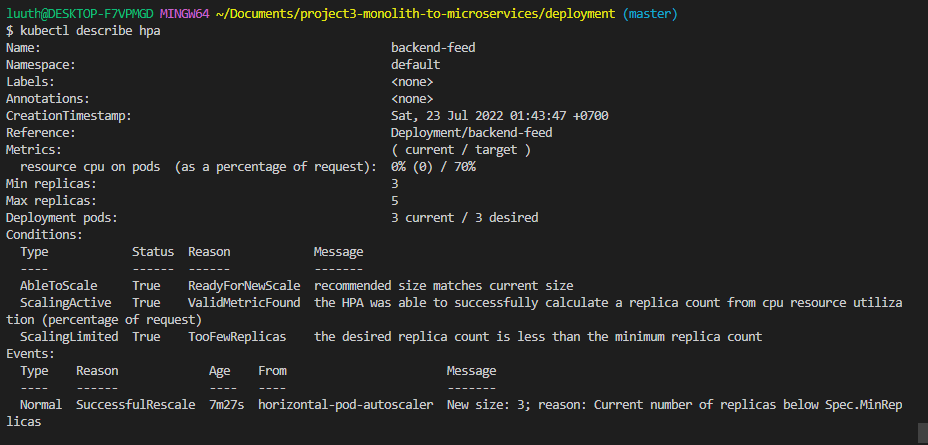 luuth@DESKTOP-F7VPMGD MINGW64 ~/Documents/project3-monolith-to-microservices/deployment (master)
$ kubectl describe hpa
Name:                                                  backend-feed
Namespace:                                             default
Labels:                                                <none>
Annotations:                                           <none>
CreationTimestamp:                                     Sat, 23 Jul 2022 01:43:47 +0700
Reference:                                             Deployment/backend-feed
Metrics:                                               ( current / target )
  resource cpu on pods  (as a percentage of request):  0% (0) / 70%
Min replicas:                                          3
Max replicas:                                          5
Deployment pods:                                       3 current / 3 desired
Conditions:
  Type            Status  Reason            Message
  ----            ------  ------            -------
  AbleToScale     True    ReadyForNewScale  recommended size matches current size
  ScalingActive   True    ValidMetricFound  the HPA was able to successfully calculate a replica count from cpu resource utiliza
tion (percentage of request)
  ScalingLimited  True    TooFewReplicas    the desired replica count is less than the minimum replica count
Events:
  Type    Reason             Age    From                       Message
  ----    ------             ----   ----                       -------
  Normal  SuccessfulRescale  7m27s  horizontal-pod-autoscaler  New size: 3; reason: Current number of replicas below Spec.MinRep
licas